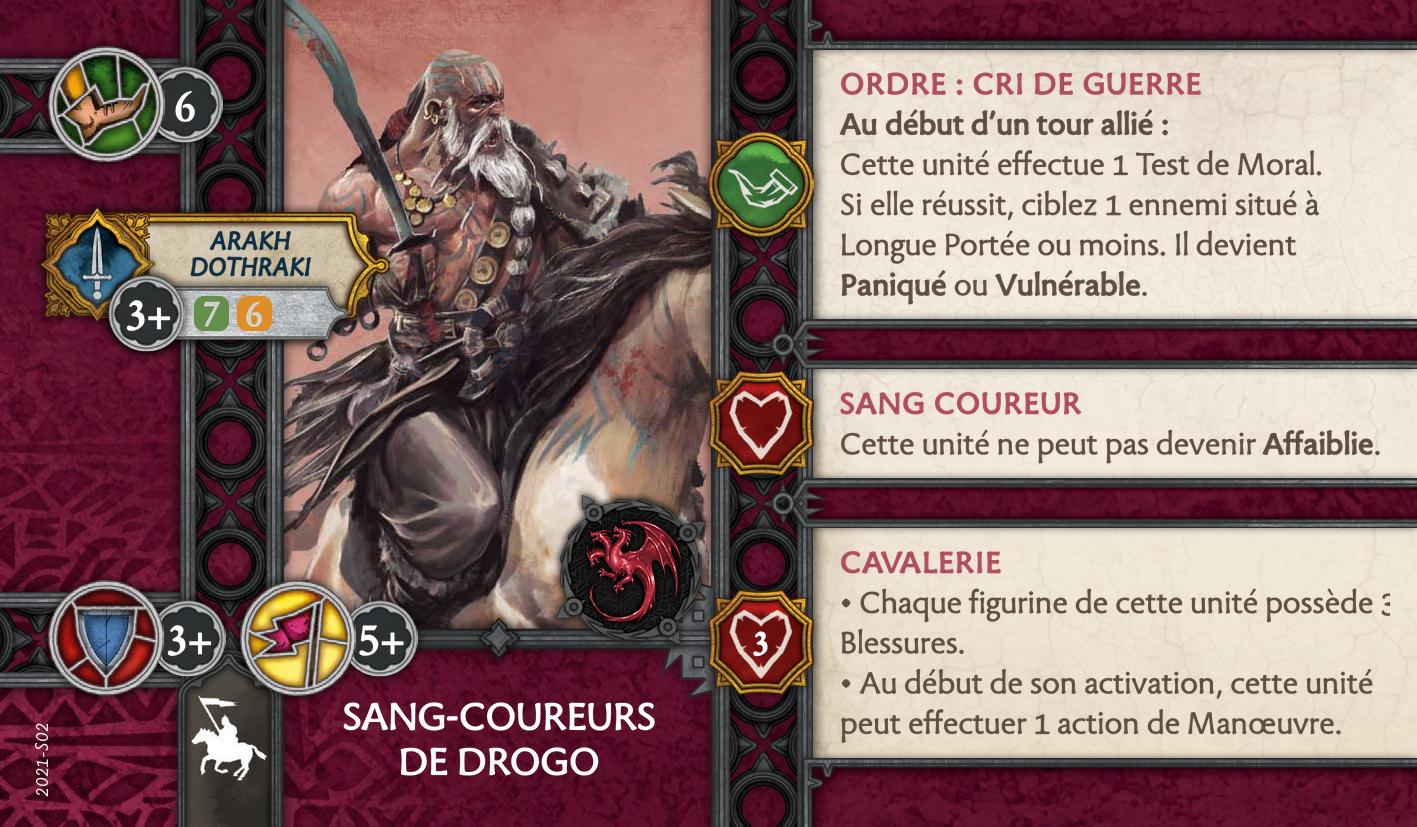 6
ARAKH
DOTHRAKI
3+ 7 6
3+
5+
SANG-COUREURS
DE DROGO
2021-S02
ORDRE : CRI DE GUERRE
Au début d’un tour allié :
Cette unité effectue 1 Test de Moral.
Si elle réussit, ciblez 1 ennemi situé à
Longue Portée ou moins. Il devient
Paniqué ou Vulnérable.
SANG COUREUR
Cette unité ne peut pas devenir Affaiblie.
3
CAVALERIE
• Chaque figurine de cette unité possède 3
Blessures.
• Au début de son activation, cette unité
peut effectuer 1 action de Manœuvre.